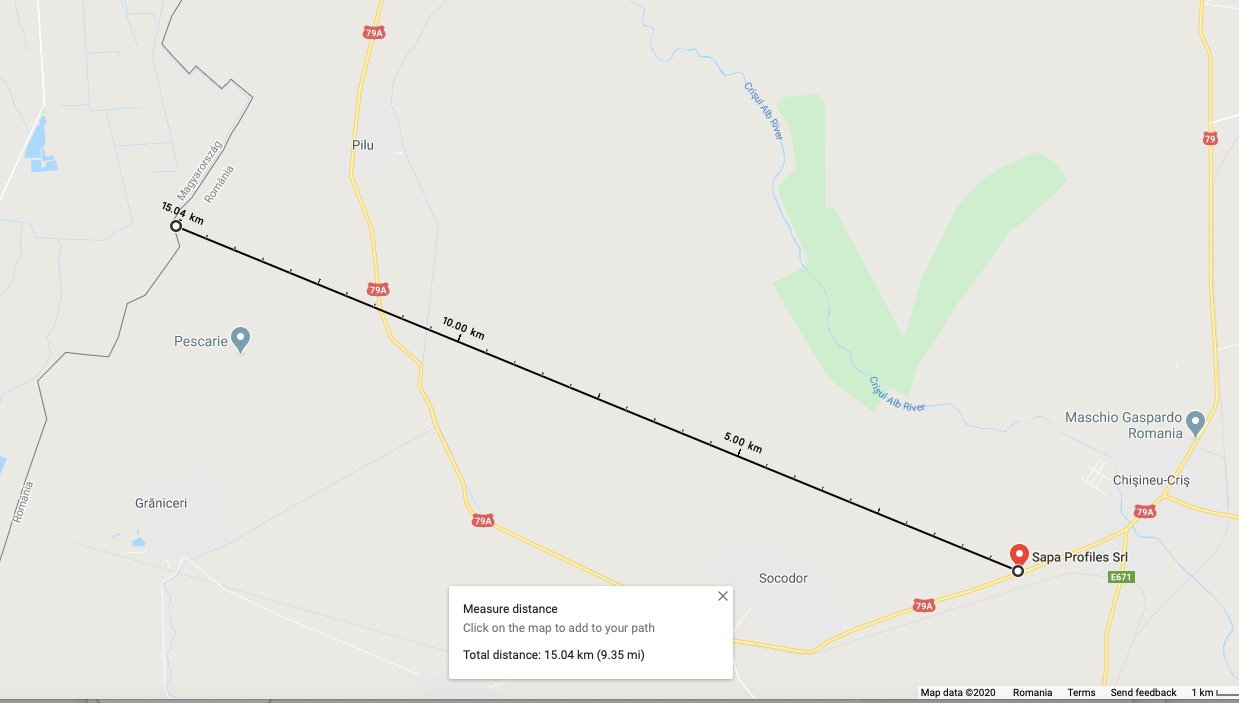 79A
Crișul Alb River
79
Pilu
Magyarország
România
15.04 km
79A
10.00 km
Pescarie
Crișul Alb River
Maschio Gaspardo
Romania
5.00 km
Chișineu-Criș
Grăniceri
România
79A
79A
Sapa Profiles Srl
Socodor
E671
79A
Measure distance
Click on the map to add to your path
Total distance: 15.04 km (9.35 mi)
Map data ©2020 Romania Terms Send feedback 1 km